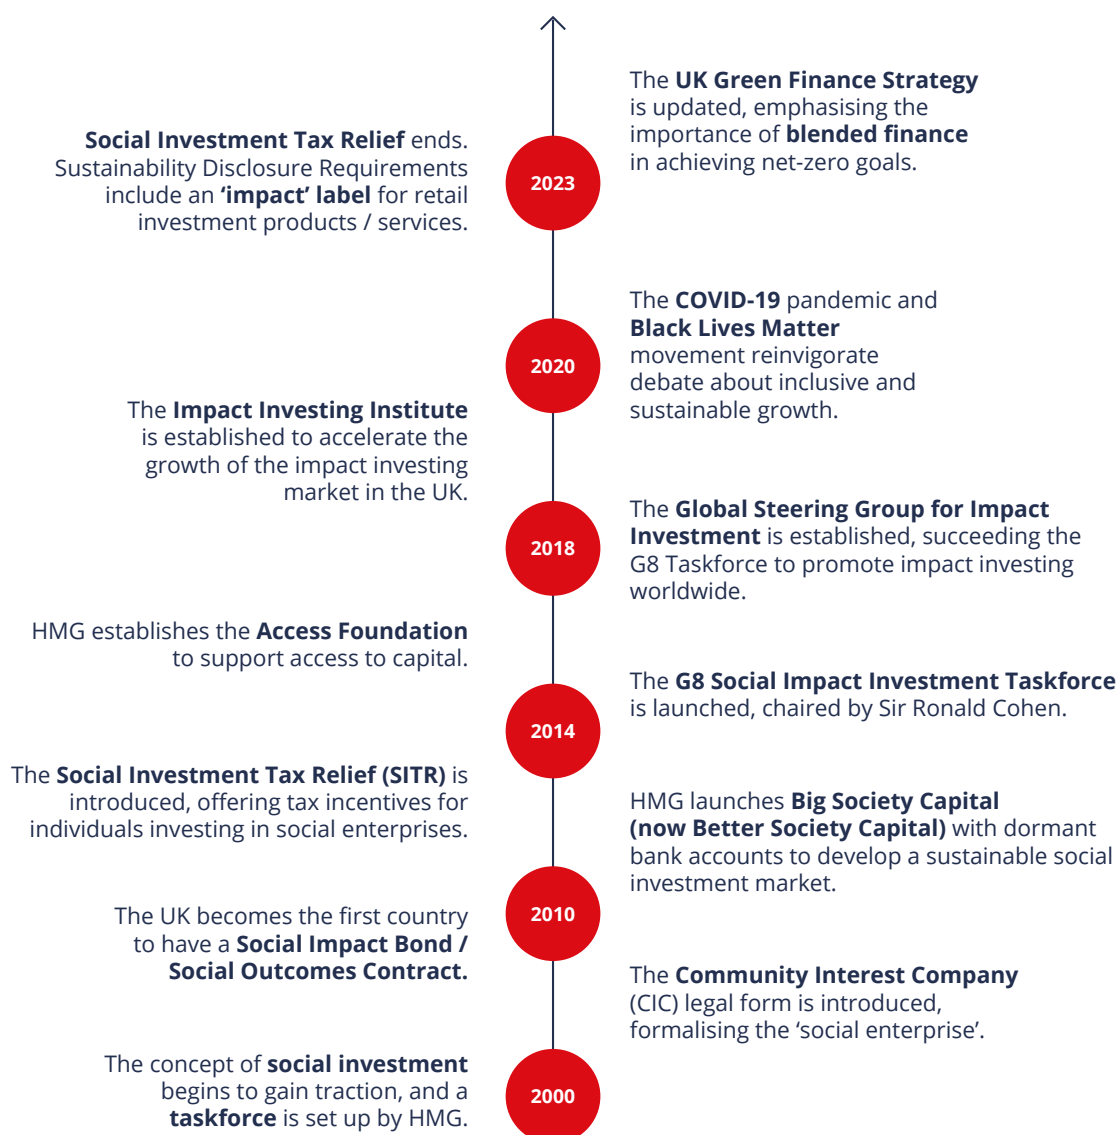 The UK Green Finance Strategy
is updated, emphasising the
importance of blended finance
in achieving net-zero goals.
Social Investment Tax Relief ends.
Sustainability Disclosure Requirements
include an ‘impact’ label for retail
investment products / services.
2023
The COVID-19 pandemic and
Black Lives Matter
movement reinvigorate
debate about inclusive and
sustainable growth.
2020
The Impact Investing Institute
is established to accelerate the
growth of the impact investing
market in the UK.
The Global Steering Group for Impact
Investment is established, succeeding the
G8 Taskforce to promote impact investing
worldwide.
2018
HMG establishes the Access Foundation
to support access to capital.
The G8 Social Impact Investment Taskforce
is launched, chaired by Sir Ronald Cohen.
2014
The Social Investment Tax Relief (SITR) is
introduced, offering tax incentives for
individuals investing in social enterprises.
HMG launches Big Society Capital
(now Better Society Capital) with dormant
bank accounts to develop a sustainable social
investment market.
2010
The UK becomes the first country
to have a Social Impact Bond /
Social Outcomes Contract.
The Community Interest Company
(CIC) legal form is introduced,
formalising the ‘social enterprise’.
The concept of social investment
begins to gain traction, and a
taskforce is set up by HMG.
2000